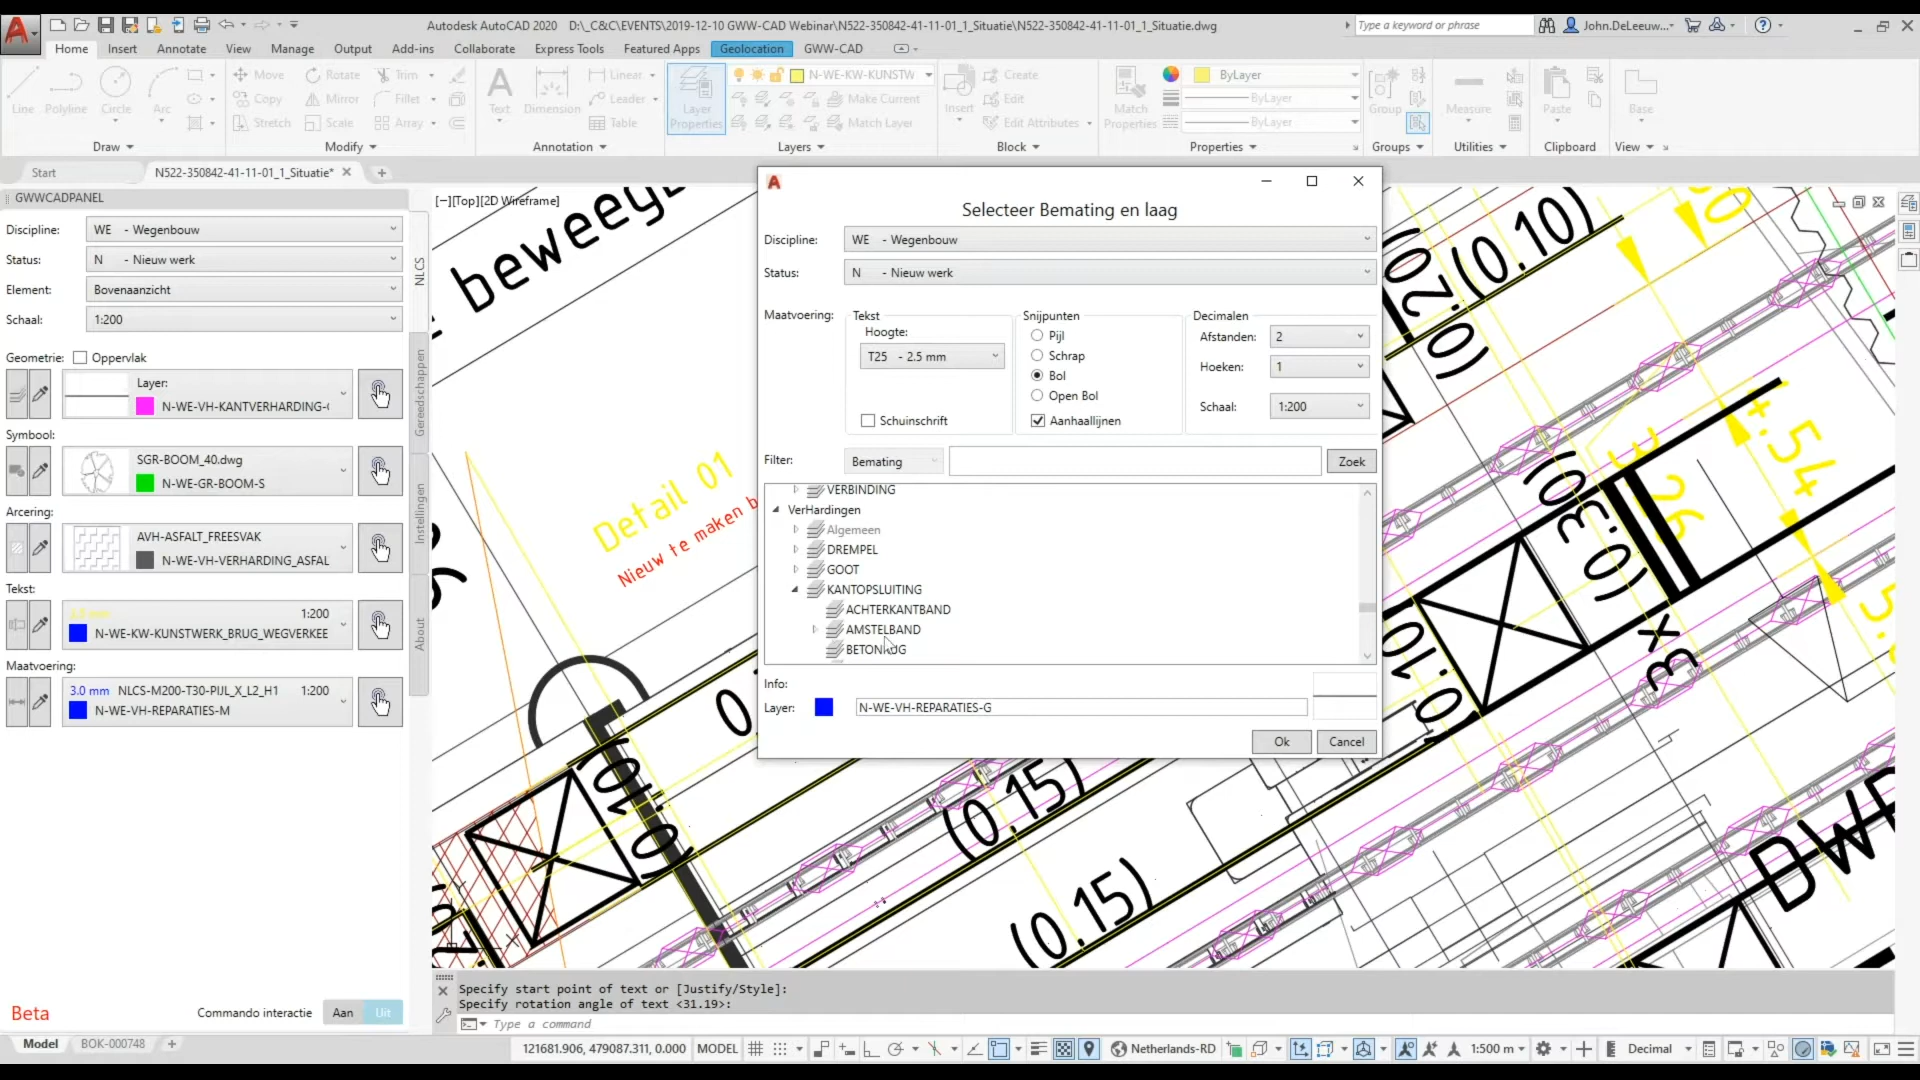 Autodesk AutoCAD 2020 D:\_C&C\EVENTS\2019-12-10 GWW-CAD Webinar\N522-350842-41-11-01_1_Situatie\N522-350842-41-11-01_1_Situatie.dwg
Type a keyword or phrase
John.DeLeeuw...
Home Insert Annotate View Manage Output Add-ins Collaborate Express Tools Featured Apps Geolocation GWW-CAD
Line Polyline Circle Arc
Move Rotate Trim
Copy Mirror Fillet
Stretch Scale Array
Text Dimension
Linear
Leader
Table
Layer Properties
N-WE-KW-KUNSTW
Make Current
Match Layer
Insert
Create
Edit
Edit Attributes
Match Properties
ByLayer
ByLayer
ByLayer
Group Measure Paste Base
Draw Modify Annotation Layers Block Properties Groups Utilities Clipboard View
Start N522-350842-41-11-01_1_Situatie*
GWWCADPANEL
Discipline: WE - Wegenbouw
Status: N - Nieuw werk
Element: Bovenaanzicht
Schaal: 1:200
Geometrie: Oppervlak
Layer:
N-WE-VH-KANTVERHARDING-(
Symbool:
SGR-BOOM_40.dwg
N-WE-GR-BOOM-S
Arcering:
AVH-ASFALT_FREESVAK
N-WE-VH-VERHARDING_ASFAL
Tekst:
1:200
N-WE-KW-KUNSTWERK_BRUG_WEGVERKEE
Maatvoering:
3.0 mm NLCS-M200-T30-PIJL_X_L2_H1 1:200
N-WE-VH-REPARATIES-M
Beta
Commando interactie Aan Uit
NLCS
Gereedschappen
Instellingen
About
[−][Top][2D Wireframe]
Detail 01
Nieuw te maken b
(0.10)
(0.10)
(0.15)
(0.15)
(0.10)
(0.30)
3.26
+.54
DWP
Selecteer Bemating en laag
Discipline: WE - Wegenbouw
Status: N - Nieuw werk
Maatvoering:
Tekst
Hoogte:
T25 - 2.5 mm
Schuinschrift
Snijpunten
Pijl
Schrap
Bol
Open Bol
Aanhaallijnen
Decimalen
Afstanden: 2
Hoeken: 1
Schaal: 1:200
Filter: Bemating Zoek
VERBINDING
VerHardingen
Algemeen
DREMPEL
GOOT
KANTOPSLUITING
ACHTERKANTBAND
AMSTELBAND
Info:
Layer: N-WE-VH-REPARATIES-G
Ok Cancel
Specify start point of text or [Justify/Style]:
Specify rotation angle of text <31.19>:
Type a command
Model BOK-000748
121681.906, 479087.311, 0.000 MODEL
Netherlands-RD
1:500 m
Decimal